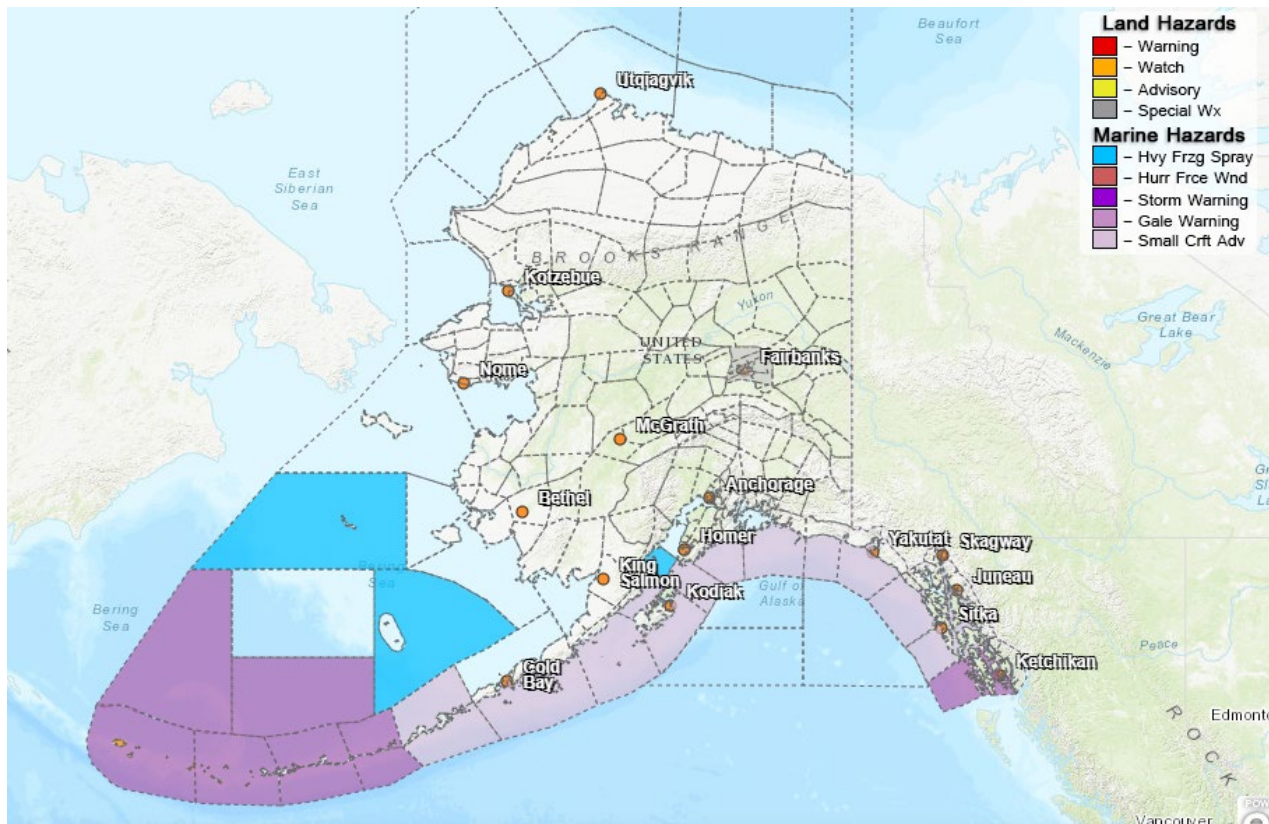 Land Hazards
– Warning
– Watch
– Advisory
– Special Wx
Marine Hazards
– Hvy Frzg Spray
– Hurr Frce Wnd
– Storm Warning
– Gale Warning
– Small Crft Adv
Beaufort
Sea
Utqiagvik
East
Siberian
Sea
BROOKS RANGE
Kotzebue
Yukon
Great Bear
Lake
Mackenzie
UNITED
STATES
Fairbanks
Nome
McGrath
Anchorage
Bethel
Homer
Yakutat
Skagway
King
Salmon
Juneau
Kodiak
Gulf of
Alaska
Sea
Bering
Sea
Sitka
Peace
Ketchikan
Cold
Bay
ROCK
Edmonto
Vancouver